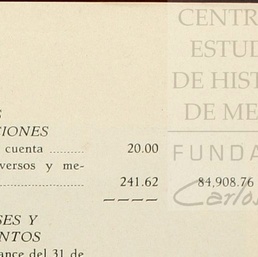 CENTR
ESTUD
DE HIST
DE ME
FUNDA
Carlos
S
CIONES
cuenta ......... 20.00
versos y me-
........................ 241.62 84,908.76
SES Y
NTOS
ance del 31 de